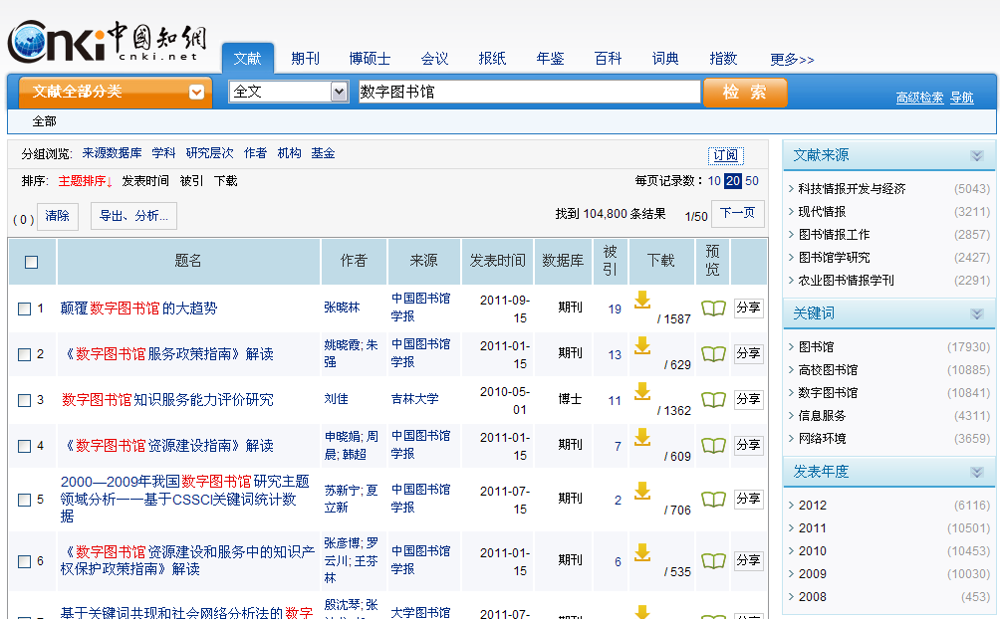 Cnki中國知網
cnki.net
文献 期刊 博硕士 会议 报纸 年鉴 百科 词典 指数 更多>>
文献全部分类 全文 数字图书馆 检 索 高级检索 导航
全部
分组浏览: 来源数据库 学科 研究层次 作者 机构 基金 订阅
排序: 主题排序↓ 发表时间 被引 下载 每页记录数: 10 20 50
( 0 ) 清除 导出、分析... 找到 104,800 条结果 1/50 下一页
题名 作者 来源 发表时间 数据库 被引 下载 预览
1 颠覆数字图书馆的大趋势 张晓林 中国图书馆学报 2011-09-15 期刊 19 / 1587 分享
2 《数字图书馆服务政策指南》解读 姚晓霞; 朱强 中国图书馆学报 2011-01-15 期刊 13 / 629 分享
3 数字图书馆知识服务能力评价研究 刘佳 吉林大学 2010-05-01 博士 11 / 1362 分享
4 《数字图书馆资源建设指南》解读 申晓娟; 周晨; 韩超 中国图书馆学报 2011-01-15 期刊 7 / 609 分享
5 2000—2009年我国数字图书馆研究主题领域分析——基于CSSCI关键词统计数据 苏新宁; 夏立新 中国图书馆学报 2011-07-15 期刊 2 / 706 分享
6 《数字图书馆资源建设和服务中的知识产权保护政策指南》解读 张彦博; 罗云川; 王芬林 中国图书馆学报 2011-01-15 期刊 6 / 535 分享
基于关键词共现和社会网络分析法的数字 殷沈琴; 张 大学图书馆 2011-07-
文献来源
科技情报开发与经济 (5043)
现代情报 (3211)
图书情报工作 (2857)
图书馆学研究 (2427)
农业图书情报学刊 (2291)
关键词
图书馆 (17930)
高校图书馆 (10885)
数字图书馆 (10841)
信息服务 (4311)
网络环境 (3659)
发表年度
2012 (6116)
2011 (10501)
2010 (10453)
2009 (10030)
2008 (453)